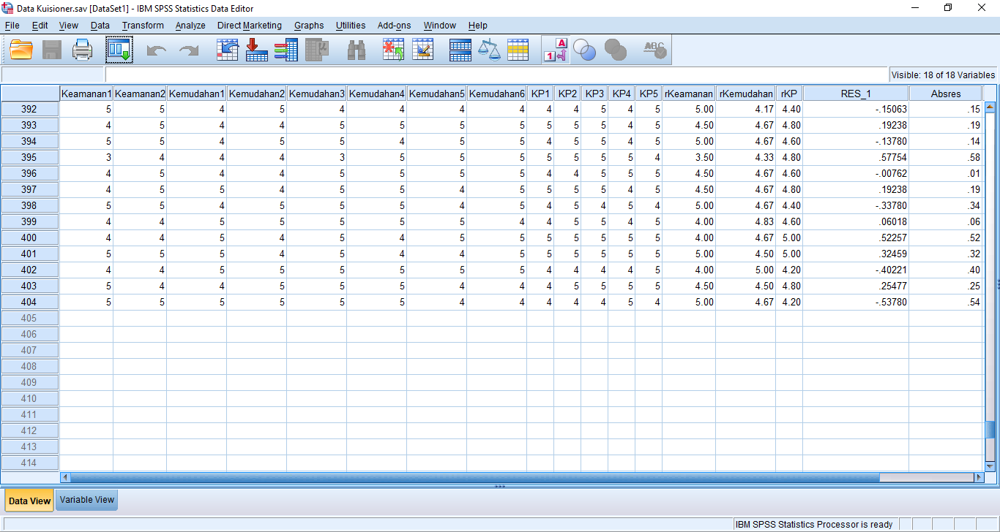 Data Kuisioner.sav [DataSet1] - IBM SPSS Statistics Data Editor
File Edit View Data Transform Analyze Direct Marketing Graphs Utilities Add-ons Window Help
Visible: 18 of 18 Variables
Keamanan1 Keamanan2 Kemudahan1 Kemudahan2 Kemudahan3 Kemudahan4 Kemudahan5 Kemudahan6 KP1 KP2 KP3 KP4 KP5 rKeamanan rKemudahan rKP RES_1 Absres
392 5 5 4 5 4 4 4 4 4 4 5 4 5 5.00 4.17 4.40 -.15063 .15
393 4 5 4 4 5 5 5 5 5 5 5 4 5 4.50 4.67 4.80 .19238 .19
394 5 5 4 5 5 4 5 5 4 5 5 4 5 5.00 4.67 4.60 -.13780 .14
395 3 4 4 4 3 5 5 5 5 5 5 5 4 3.50 4.33 4.80 .57754 .58
396 4 5 4 4 5 5 5 5 4 4 5 5 5 4.50 4.67 4.60 -.00762 .01
397 4 5 5 4 5 5 4 5 5 5 5 4 5 4.50 4.67 4.80 .19238 .19
398 5 5 4 5 5 5 4 5 4 5 4 5 4 5.00 4.67 4.40 -.33780 .34
399 4 4 5 5 5 5 5 4 4 5 5 4 5 4.00 4.83 4.60 .06018 .06
400 4 4 5 4 5 4 5 5 5 5 5 5 5 4.00 4.67 5.00 .52257 .52
401 5 5 5 4 5 4 4 5 5 5 5 5 5 5.00 4.50 5.00 .32459 .32
402 4 4 5 5 5 5 5 5 4 4 4 4 5 4.00 5.00 4.20 -.40221 .40
403 5 4 4 5 5 5 4 4 4 5 5 5 5 4.50 4.50 4.80 .25477 .25
404 5 5 5 5 5 5 4 4 4 4 4 5 4 5.00 4.67 4.20 -.53780 .54
405
406
407
408
409
410
411
412
413
414
Data View Variable View
IBM SPSS Statistics Processor is ready